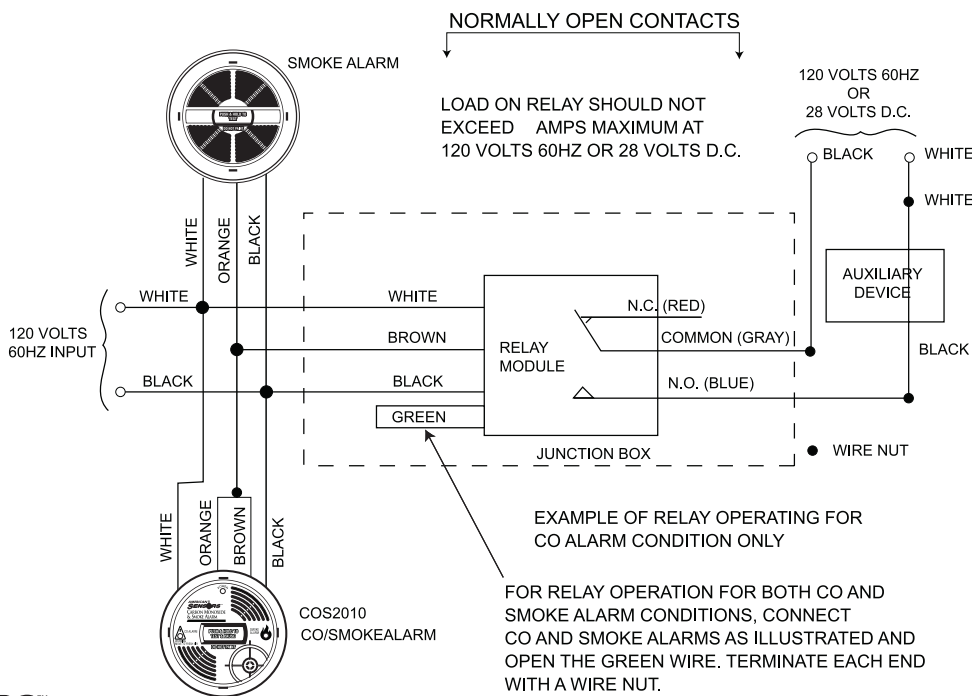 NORMALLY OPEN CONTACTS
SMOKE ALARM
LOAD ON RELAY SHOULD NOT
EXCEED AMPS MAXIMUM AT
120 VOLTS 60HZ OR 28 VOLTS D.C.
120 VOLTS 60HZ
OR
28 VOLTS D.C.
BLACK
WHITE
WHITE
AUXILIARY
DEVICE
BLACK
WHITE
ORANGE
BLACK
120 VOLTS
60HZ INPUT
WHITE
BLACK
WHITE
BROWN
BLACK
GREEN
RELAY
MODULE
N.C. (RED)
COMMON (GRAY)
N.O. (BLUE)
JUNCTION BOX
WIRE NUT
WHITE
ORANGE
BROWN
BLACK
EXAMPLE OF RELAY OPERATING FOR
CO ALARM CONDITION ONLY
SENSORS
CARBON MONOXIDE
& SMOKE ALARM
COS2010
CO/SMOKEALARM
FOR RELAY OPERATION FOR BOTH CO AND
SMOKE ALARM CONDITIONS, CONNECT
CO AND SMOKE ALARMS AS ILLUSTRATED AND
OPEN THE GREEN WIRE. TERMINATE EACH END
WITH A WIRE NUT.